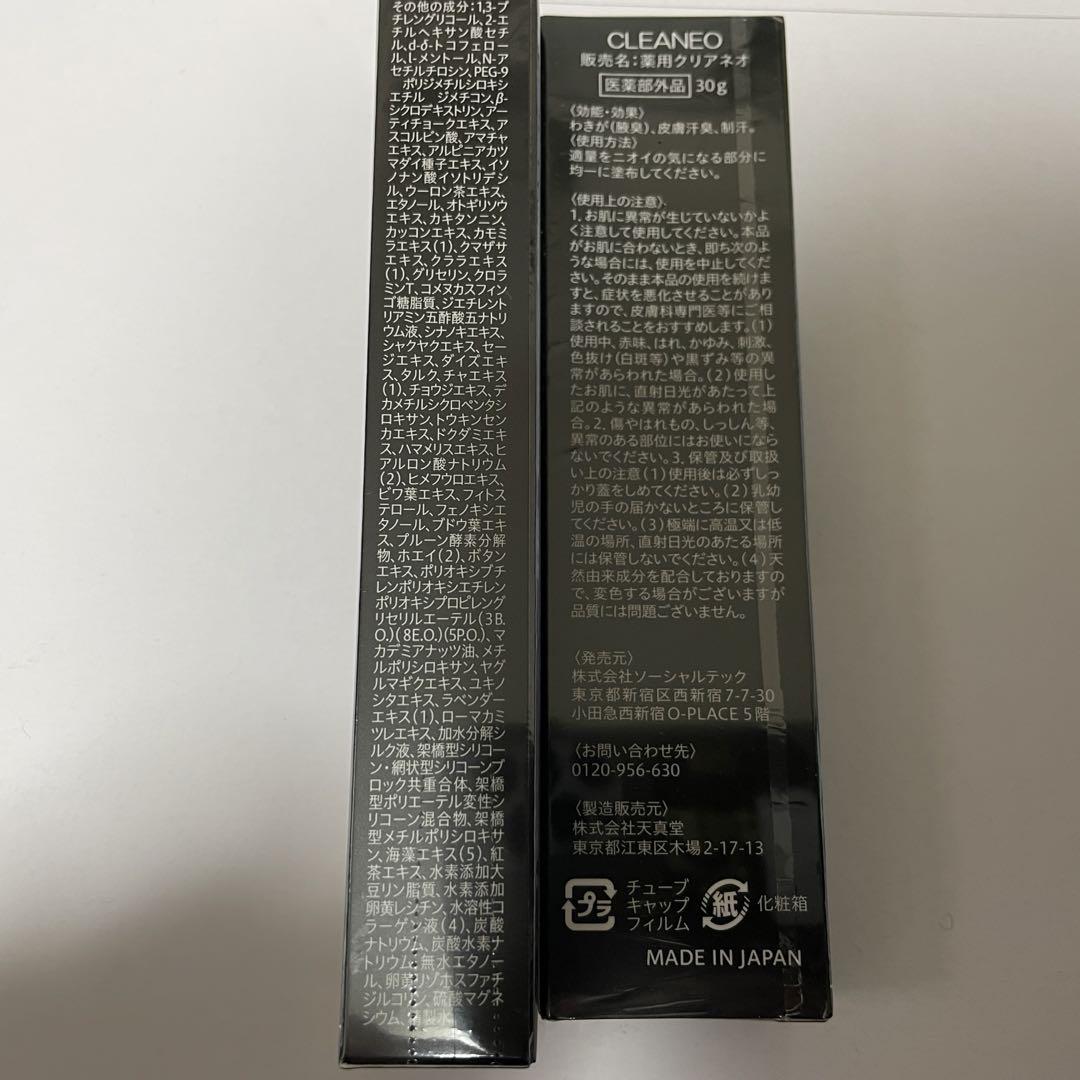 その他の成分：1,3-ブ
チレングリコール、2-エ
チルヘキサン酸セチ
ル、d-δ-トコフェロー
ル、l-メントール、N-ア
セチルチロシン、PEG-9
ポリジメチルシロキシ
エチル ジメチコン、β-
シクロデキストリン、アー
ティチョークエキス、ア
スコルビン酸、アマチャ
エキス、アルピニアカツ
マダイ種子エキス、イソ
ノナン酸イソトリデシ
ル、ウーロン茶エキス、
エタノール、オトギリソウ
エキス、カキタンニン、
カッコンエキス、カモミ
ラエキス(1)、クマザサ
エキス、クララエキス
(1)、グリセリン、クロラ
ミンT、コメヌカスフィン
ゴ糖脂質、ジエチレント
リアミン五酢酸五ナトリ
ウム液、シナノキエキス、
シャクヤクエキス、セー
ジエキス、ダイズエキ
ス、タルク、チャエキス
(1)、チョウジエキス、デ
カメチルシクロペンタシ
ロキサン、トウキンセン
カエキス、ドクダミエキ
ス、ハマメリスエキス、ヒ
アルロン酸ナトリウム
(2)、ヒメフウロエキス、
ビワ葉エキス、フィトス
テロール、フェノキシエ
タノール、ブドウ葉エキ
ス、プルーン酵素分解
物、ホエイ(2)、ボタン
エキス、ポリオキシブチ
レンポリオキシエチレン
ポリオキシプロピレング
リセリルエーテル(3B.
O.)(8E.O.)(5P.O.)、マ
カデミアナッツ油、メチ
ルポリシロキサン、ヤグ
ルマギクエキス、ユキノ
シタエキス、ラベンダー
エキス(1)、ローマカミ
ツレエキス、加水分解シ
ルク液、架橋型シリコー
ン・網状型シリコーンブ
ロック共重合体、架橋
型ポリエーテル変性シ
リコーン混合物、架橋
型メチルポリシロキサ
ン、海藻エキス(5)、紅
茶エキス、水素添加大
豆リン脂質、水素添加
卵黄レシチン、水溶性コ
ラーゲン液(4)、炭酸
ナトリウム、炭酸水素ナ
トリウム、無水エタノー
ル、卵黄リゾホスファチ
ジルコリン、硫酸マグネ
シウム、精製水
CLEANEO
販売名：薬用クリアネオ
医薬部外品 30g
〈効能・効果〉
わきが（腋臭）、皮膚汗臭、制汗。
〈使用方法〉
適量をニオイの気になる部分に
均一に塗布してください。
〈使用上の注意〉
1. お肌に異常が生じていないかよ
く注意して使用してください。本品
がお肌に合わないとき、即ち次のよ
うな場合には、使用を中止してくだ
さい。そのまま本品の使用を続けま
すと、症状を悪化させることがあり
ますので、皮膚科専門医等にご相
談されることをおすすめします。(1)
使用中、赤味、はれ、かゆみ、刺激、
色抜け（白斑等）や黒ずみ等の異
常があらわれた場合。(2) 使用し
たお肌に、直射日光があたって上
記のような異常があらわれた場
合。2. 傷やはれもの、しっしん等、
異常のある部位にはお使いになら
ないでください。3. 保管及び取扱
い上の注意 (1) 使用後は必ずしっ
かり蓋をしめてください。(2) 乳幼
児の手の届かないところに保管し
てください。(3) 極端に高温又は低
温の場所、直射日光のあたる場所
には保管しないでください。(4) 天
然由来成分を配合しておりますの
で、変色する場合がございますが
品質には問題ございません。
〈発売元〉
株式会社ソーシャルテック
東京都新宿区西新宿7-7-30
小田急西新宿O-PLACE 5階
〈お問い合わせ先〉
0120-956-630
〈製造販売元〉
株式会社天真堂
東京都江東区木場2-17-13
プラ チューブ
キャップ
フィルム
紙 化粧箱
MADE IN JAPAN